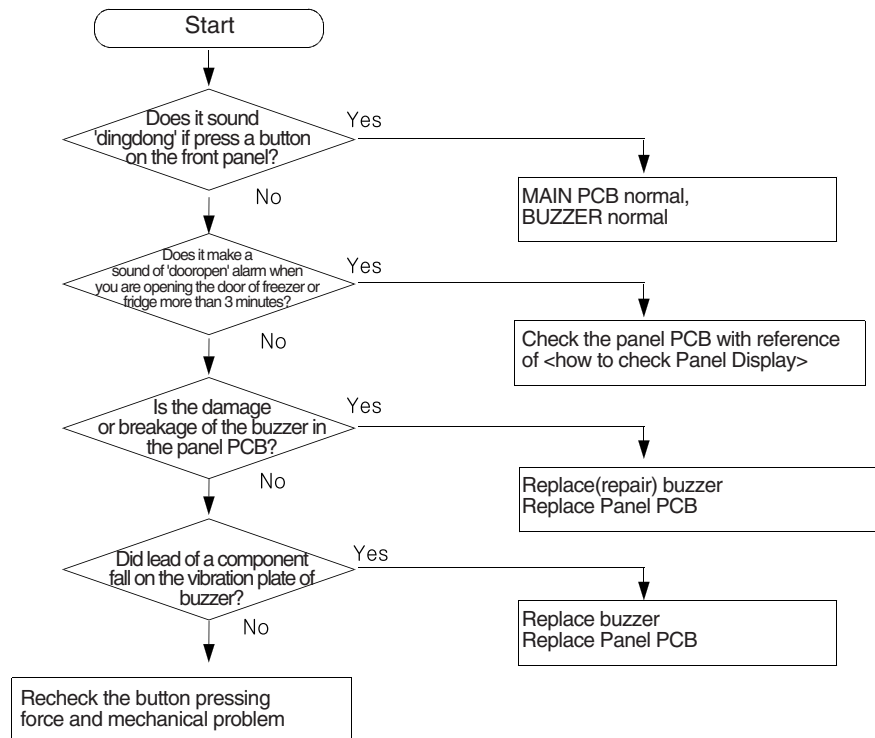 Start
Does it sound
'dingdong' if press a button
on the front panel?
Yes
No
MAIN PCB normal,
BUZZER normal
Does it make a
sound of 'dooropen' alarm when
you are opening the door of freezer or
fridge more than 3 minutes?
Yes
No
Check the panel PCB with reference
of <how to check Panel Display>
Is the damage
or breakage of the buzzer in
the panel PCB?
Yes
No
Replace(repair) buzzer
Replace Panel PCB
Did lead of a component
fall on the vibration plate of
buzzer?
Yes
No
Replace buzzer
Replace Panel PCB
Recheck the button pressing
force and mechanical problem